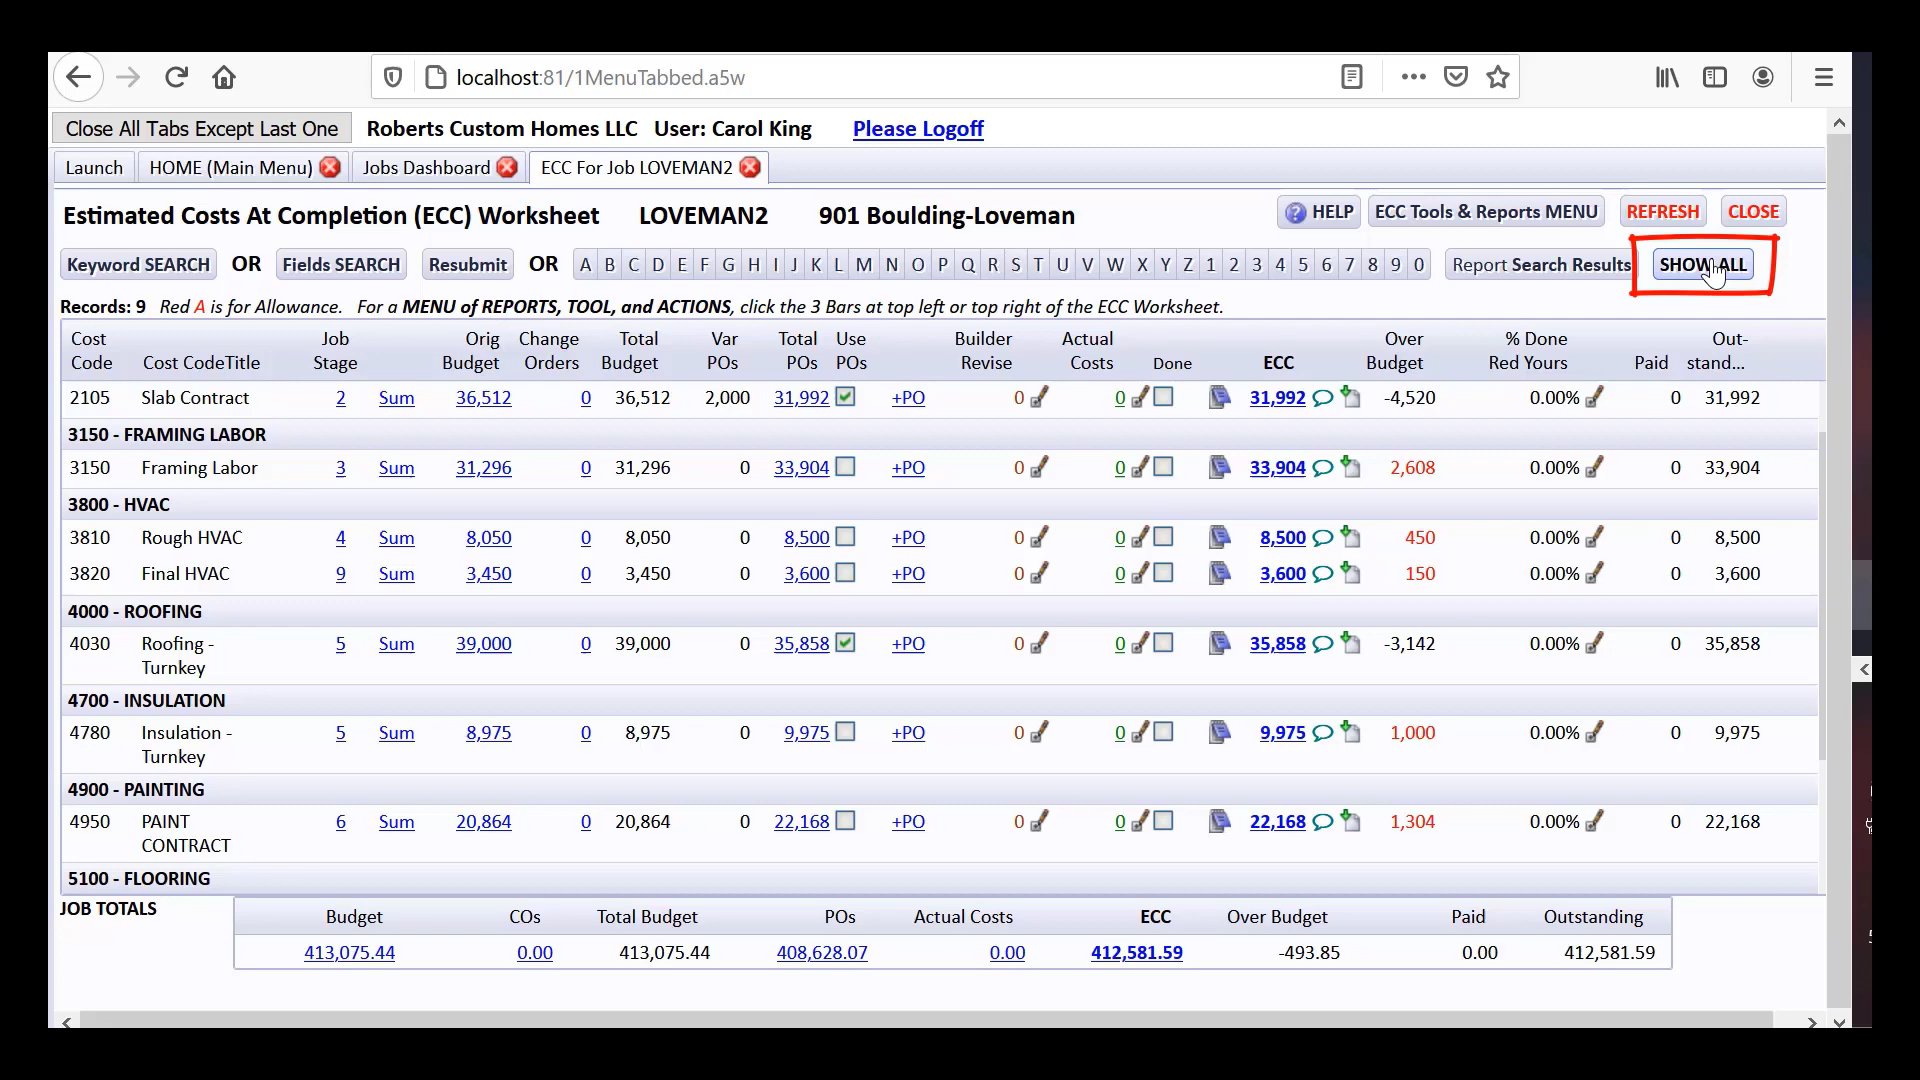 localhost:81/1MenuTabbed.a5w
Close All Tabs Except Last One Roberts Custom Homes LLC User: Carol King Please Logoff
Launch HOME (Main Menu) Jobs Dashboard ECC For Job LOVEMAN2
Estimated Costs At Completion (ECC) Worksheet LOVEMAN2 901 Boulding-Loveman HELP ECC Tools & Reports MENU REFRESH CLOSE
Keyword SEARCH OR Fields SEARCH Resubmit OR A B C D E F G H I J K L M N O P Q R S T U V W X Y Z 1 2 3 4 5 6 7 8 9 0 Report Search Results SHOW ALL
Records: 9 Red A is for Allowance. For a MENU of REPORTS, TOOL, and ACTIONS, click the 3 Bars at top left or top right of the ECC Worksheet.
Cost Job Orig Change Total Var Total Use Builder Actual Over % Done Out-
Code Cost CodeTitle Stage Budget Orders Budget POs POs POs Revise Costs Done ECC Budget Red Yours Paid stand...
2105 Slab Contract 2 Sum 36,512 0 36,512 2,000 31,992 +PO 0 0 31,992 -4,520 0.00% 0 31,992
3150 - FRAMING LABOR
3150 Framing Labor 3 Sum 31,296 0 31,296 0 33,904 +PO 0 0 33,904 2,608 0.00% 0 33,904
3800 - HVAC
3810 Rough HVAC 4 Sum 8,050 0 8,050 0 8,500 +PO 0 0 8,500 450 0.00% 0 8,500
3820 Final HVAC 9 Sum 3,450 0 3,450 0 3,600 +PO 0 0 3,600 150 0.00% 0 3,600
4000 - ROOFING
4030 Roofing - 5 Sum 39,000 0 39,000 0 35,858 +PO 0 0 35,858 -3,142 0.00% 0 35,858
Turnkey
4700 - INSULATION
4780 Insulation - 5 Sum 8,975 0 8,975 0 9,975 +PO 0 0 9,975 1,000 0.00% 0 9,975
Turnkey
4900 - PAINTING
4950 PAINT 6 Sum 20,864 0 20,864 0 22,168 +PO 0 0 22,168 1,304 0.00% 0 22,168
CONTRACT
5100 - FLOORING
JOB TOTALS Budget COs Total Budget POs Actual Costs ECC Over Budget Paid Outstanding
413,075.44 0.00 413,075.44 408,628.07 0.00 412,581.59 -493.85 0.00 412,581.59